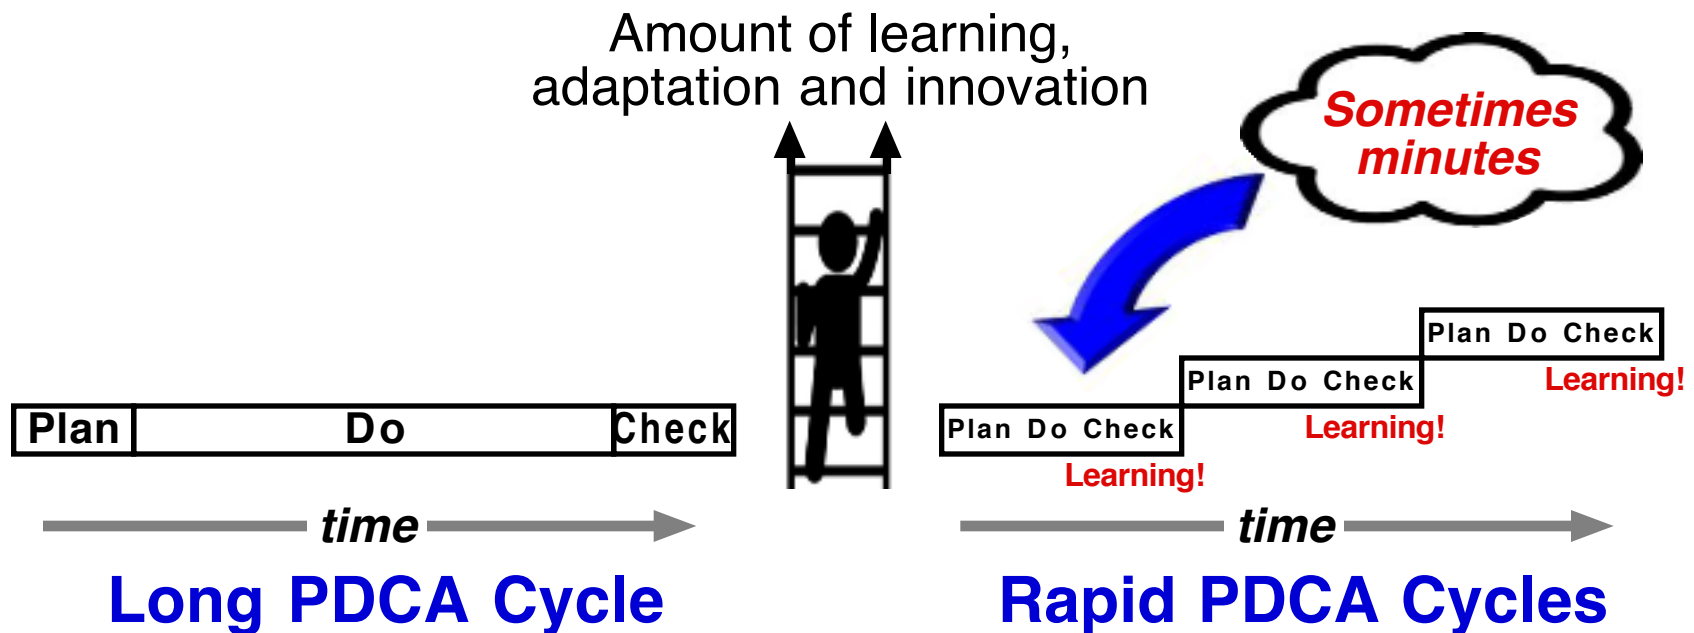 Amount of learning,
adaptation and innovation
Sometimes
minutes
Plan Do Check
time
Long PDCA Cycle
Plan Do Check
Learning!
Plan Do Check
Learning!
Plan Do Check
Learning!
time
Rapid PDCA Cycles